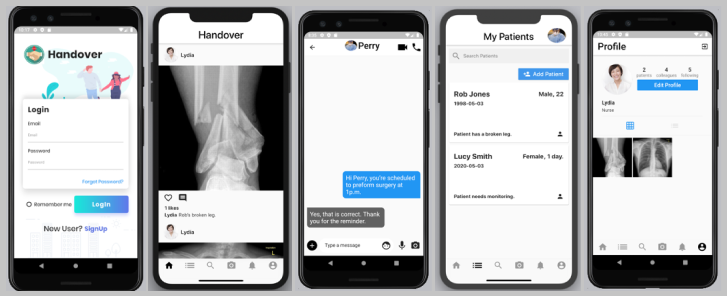 Handover
Login
Email
Email
Password
Password
Forgot Password?
Remember me
Login
New User? SignUp
Handover
Lydia
1 likes
Lydia Rob's broken leg.
Lydia
L
Perry
Hi Perry, you're scheduled
to preform surgery at
1p.m.
Yes, that is correct. Thank
you for the reminder.
Type a message
My Patients
Search Patients
Add Patient
Rob Jones
Male, 22
1998-05-03
Patient has a broken leg.
Lucy Smith
Female, 1 day.
2020-05-03
Patient needs monitoring.
Profile
2
4
5
patients
colleagues
following
Edit Profile
Lydia
Nurse